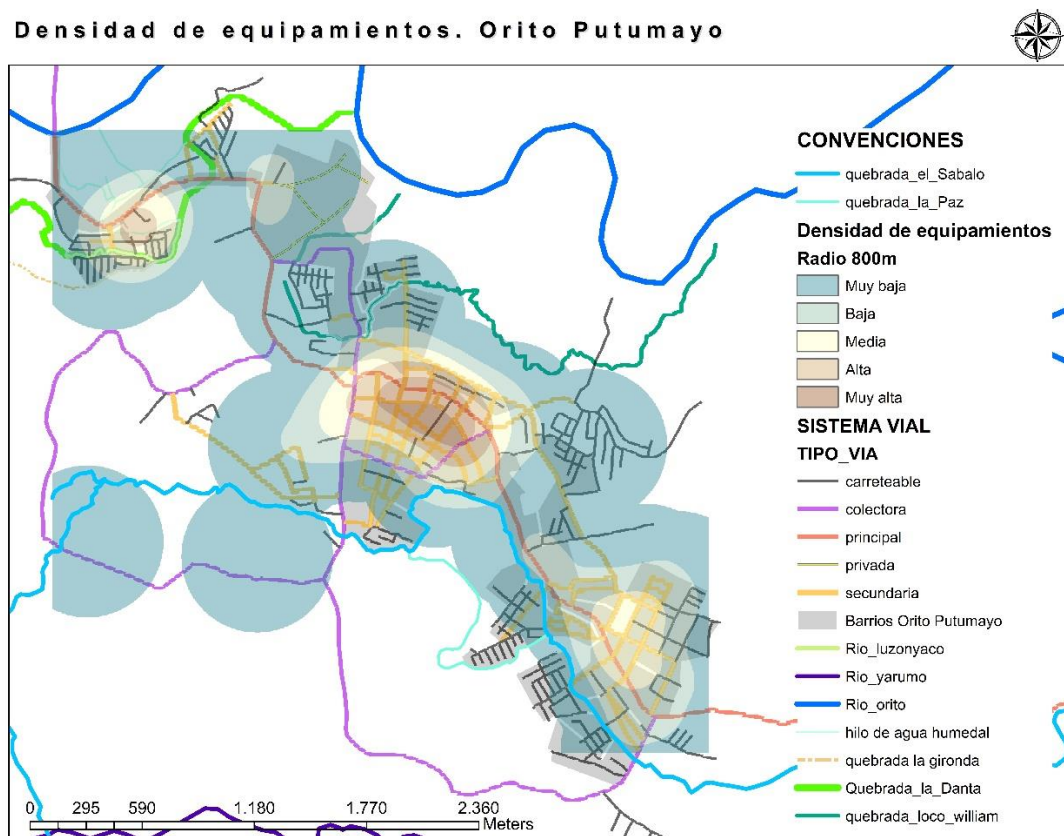 Densidad de equipamientos. Orito Putumayo
CONVENCIONES
quebrada_el_Sabalo
quebrada_la_Paz
Densidad de equipamientos
Radio 800m
Muy baja
Baja
Media
Alta
Muy alta
SISTEMA VIAL
TIPO_VIA
carreteable
colectora
principal
privada
secundaria
Barrios Orito Putumayo
Rio_luzonyaco
Rio_yarumo
Rio_orito
hilo de agua humedal
quebrada la gironda
Quebrada_la_Danta
quebrada_loco_william
0 295 590 1.180 1.770 2.360
Meters